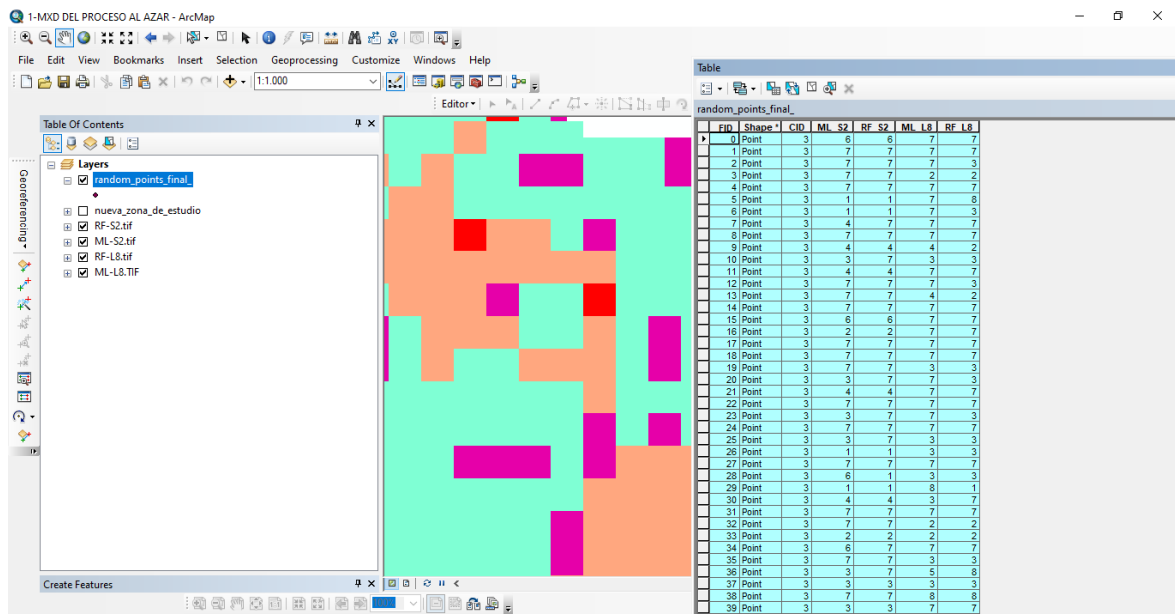 1-MXD DEL PROCESO AL AZAR - ArcMap
File Edit View Bookmarks Insert Selection Geoprocessing Customize Windows Help
1:1.000
Editor
Table Of Contents
Layers
random_points_final_
nueva_zona_de_estudio
RF-S2.tif
ML-S2.tif
RF-L8.tif
ML-L8.TIF
Georeferencing
Create Features
Table
random_points_final_
FID Shape * CID ML_S2 RF_S2 ML_L8 RF_L8
0 Point 3 6 6 7 7
1 Point 3 7 7 7 7
2 Point 3 7 7 7 3
3 Point 3 7 7 2 2
4 Point 3 7 7 7 7
5 Point 3 1 1 7 8
6 Point 3 1 1 7 3
7 Point 3 4 7 7 7
8 Point 3 7 7 7 7
9 Point 3 4 4 4 2
10 Point 3 3 7 3 3
11 Point 3 4 4 7 7
12 Point 3 7 7 7 3
13 Point 3 7 7 4 2
14 Point 3 7 7 7 7
15 Point 3 6 6 7 7
16 Point 3 2 2 7 7
17 Point 3 7 7 7 7
18 Point 3 7 7 7 7
19 Point 3 7 7 3 3
20 Point 3 3 7 7 3
21 Point 3 4 4 7 7
22 Point 3 7 7 7 7
23 Point 3 3 7 7 3
24 Point 3 7 7 7 7
25 Point 3 3 7 3 3
26 Point 3 1 1 3 3
27 Point 3 7 7 7 7
28 Point 3 6 1 3 3
29 Point 3 1 1 8 1
30 Point 3 4 4 3 7
31 Point 3 7 7 7 7
32 Point 3 7 7 2 2
33 Point 3 2 2 2 2
34 Point 3 6 7 7 7
35 Point 3 7 7 3 3
36 Point 3 3 7 5 8
37 Point 3 3 3 3 3
38 Point 3 7 7 8 8
39 Point 3 3 3 7 7